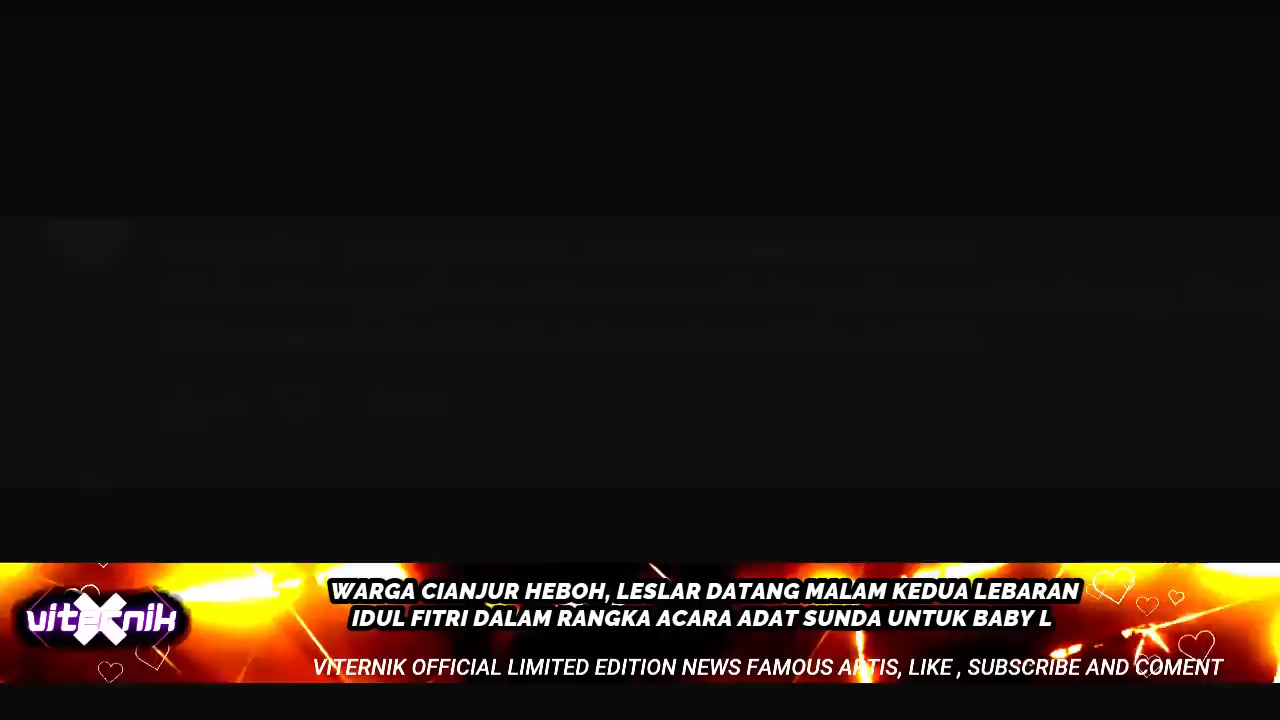 WARGA CIANJUR HEBOH, LESLAR DATANG MALAM KEDUA LEBARAN
IDUL FITRI DALAM RANGKA ACARA ADAT SUNDA UNTUK BABY L
viternik
VITERNIK OFFICIAL LIMITED EDITION NEWS FAMOUS ARTIS, LIKE , SUBSCRIBE AND COMENT